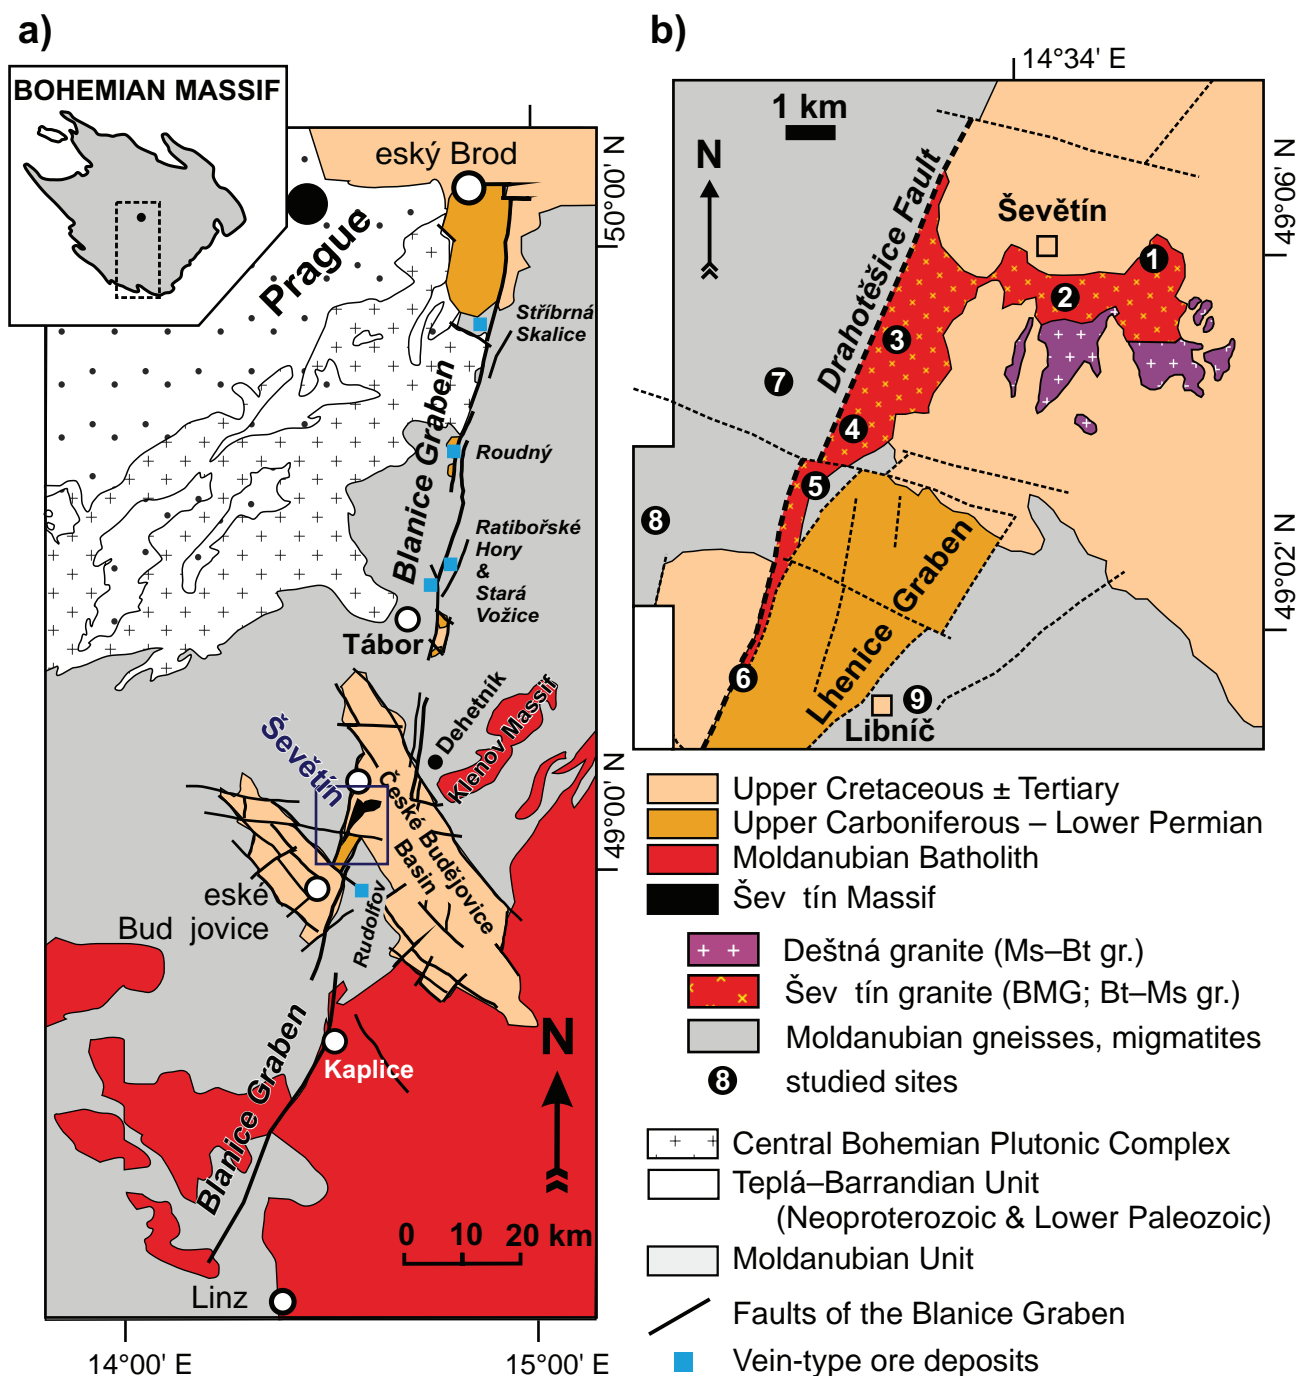 a)
BOHEMIAN MASSIF
eský Brod
Prague
50°00' N
Stříbrná
Skalice
Blanice Graben
Roudný
Ratibořské
Hory
&
Stará
Vožice
Tábor
Dehetník
Klenov Massif
Ševětín
České Budějovice
Basin
49°00' N
eské
Bud jovice
Rudolfov
Blanice Graben
Kaplice
N
0 10 20 km
Linz
14°00' E
15°00' E
b)
14°34' E
1 km
N
Drahotěšice Fault
Ševětín
49°06' N
1
2
3
7
4
5
8
Lhenice Graben
49°02' N
6
9
Libníč
Upper Cretaceous ± Tertiary
Upper Carboniferous – Lower Permian
Moldanubian Batholith
Šev tín Massif
Deštná granite (Ms–Bt gr.)
Šev tín granite (BMG; Bt–Ms gr.)
Moldanubian gneisses, migmatites
8 studied sites
Central Bohemian Plutonic Complex
Teplá–Barrandian Unit
(Neoproterozoic & Lower Paleozoic)
Moldanubian Unit
Faults of the Blanice Graben
Vein-type ore deposits